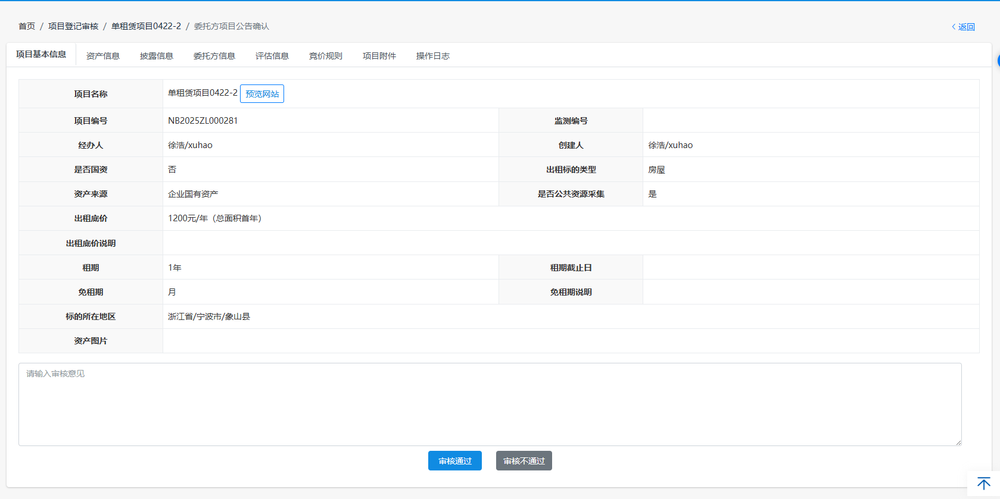 首页 / 项目登记审核 / 单租赁项目0422-2 / 委托方项目公告确认
返回
项目基本信息 资产信息 披露信息 委托方信息 评估信息 竞价规则 项目附件 操作日志
项目名称 单租赁项目0422-2 预览网站
项目编号 NB2025ZL000281 监测编号
经办人 徐浩/xuhao 创建人 徐浩/xuhao
是否国资 否 出租标的类型 房屋
资产来源 企业国有资产 是否公共资源采集 是
出租底价 1200元/年（总面积首年）
出租底价说明
租期 1年 租期截止日
免租期 月 免租期说明
标的所在地区 浙江省/宁波市/象山县
资产图片
请输入审核意见
审核通过 审核不通过